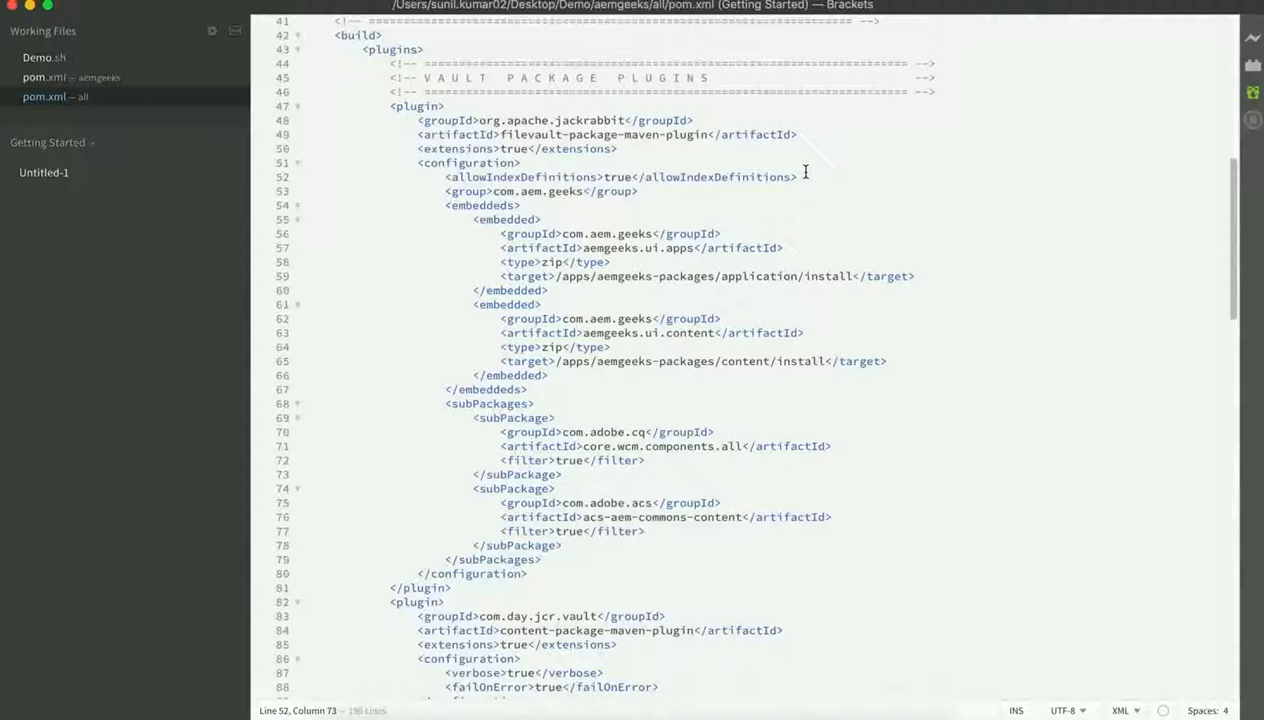 /Users/sunil.kumar02/Desktop/Demo/aemgeeks/all/pom.xml (Getting Started) — Brackets
Working Files
Demo.sh
pom.xml — aemgeeks
pom.xml — all
Getting Started
Untitled-1
41 <!-- ============================================================================= -->
42 <build>
43 <plugins>
44 <!-- ============================================================================= -->
45 <!-- V A U L T   P A C K A G E   P L U G I N S -->
46 <!-- ============================================================================= -->
47 <plugin>
48 <groupId>org.apache.jackrabbit</groupId>
49 <artifactId>filevault-package-maven-plugin</artifactId>
50 <extensions>true</extensions>
51 <configuration>
52 <allowIndexDefinitions>true</allowIndexDefinitions>
53 <group>com.aem.geeks</group>
54 <embeddeds>
55 <embedded>
56 <groupId>com.aem.geeks</groupId>
57 <artifactId>aemgeeks.ui.apps</artifactId>
58 <type>zip</type>
59 <target>/apps/aemgeeks-packages/application/install</target>
60 </embedded>
61 <embedded>
62 <groupId>com.aem.geeks</groupId>
63 <artifactId>aemgeeks.ui.content</artifactId>
64 <type>zip</type>
65 <target>/apps/aemgeeks-packages/content/install</target>
66 </embedded>
67 </embeddeds>
68 <subPackages>
69 <subPackage>
70 <groupId>com.adobe.cq</groupId>
71 <artifactId>core.wcm.components.all</artifactId>
72 <filter>true</filter>
73 </subPackage>
74 <subPackage>
75 <groupId>com.adobe.acs</groupId>
76 <artifactId>acs-aem-commons-content</artifactId>
77 <filter>true</filter>
78 </subPackage>
79 </subPackages>
80 </configuration>
81 </plugin>
82 <plugin>
83 <groupId>com.day.jcr.vault</groupId>
84 <artifactId>content-package-maven-plugin</artifactId>
85 <extensions>true</extensions>
86 <configuration>
87 <verbose>true</verbose>
88 <failOnError>true</failOnError>
Line 52, Column 73 — 196 Lines
INS UTF-8 XML Spaces: 4